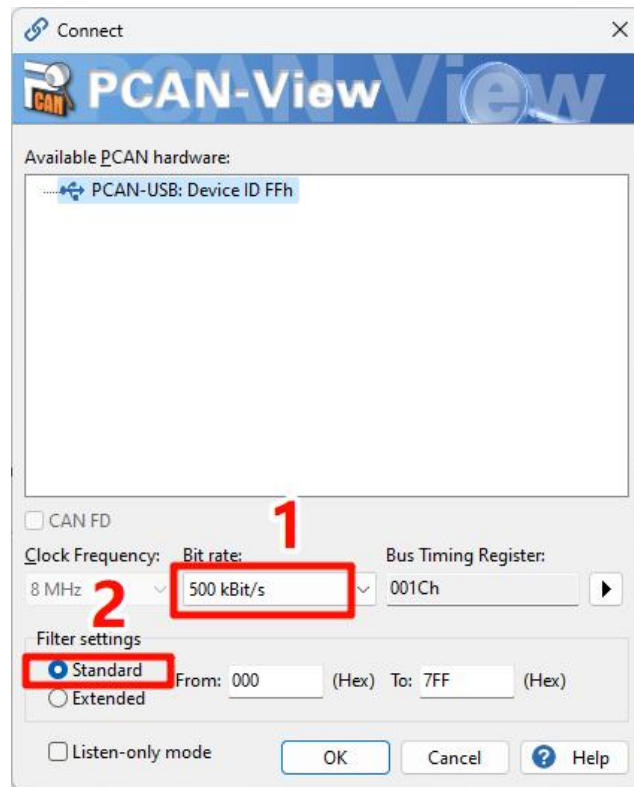 Connect
PCAN-View
Available PCAN hardware:
PCAN-USB: Device ID FFh
CAN FD
1
Clock Frequency: Bit rate: Bus Timing Register:
8 MHz 500 kBit/s 001Ch
2
Filter settings
Standard
From: 000 (Hex) To: 7FF (Hex)
Extended
Listen-only mode OK Cancel ? Help